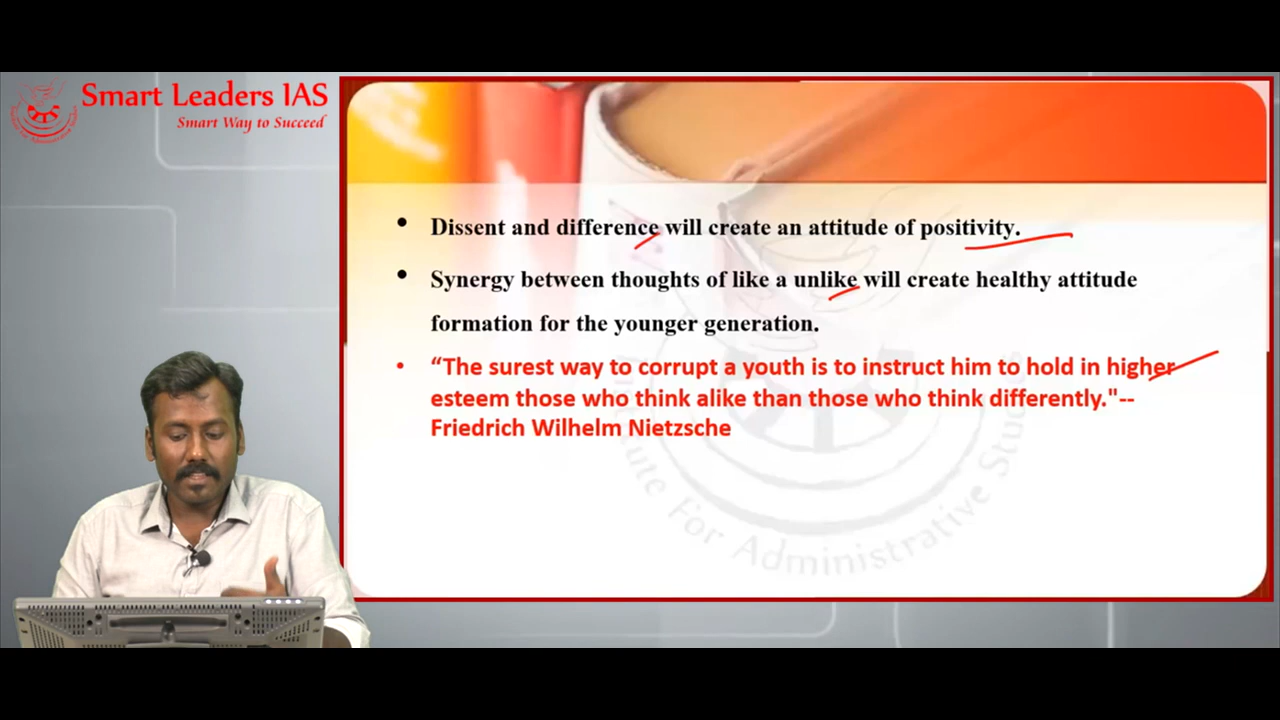 Smart Leaders IAS
Smart Way to Succeed
• Dissent and difference will create an attitude of positivity.
• Synergy between thoughts of like a unlike will create healthy attitude
formation for the younger generation.
• “The surest way to corrupt a youth is to instruct him to hold in higher
esteem those who think alike than those who think differently."--
Friedrich Wilhelm Nietzsche
For Administrative